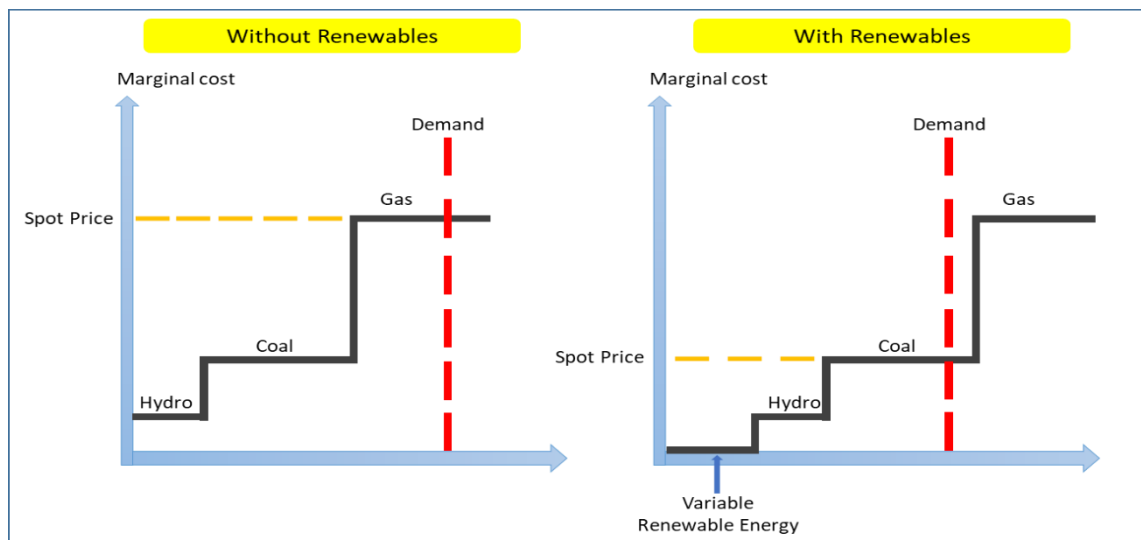 Without Renewables
Marginal cost
Demand
Gas
Spot Price
Coal
Hydro
With Renewables
Marginal cost
Demand
Gas
Spot Price
Coal
Hydro
Variable
Renewable Energy